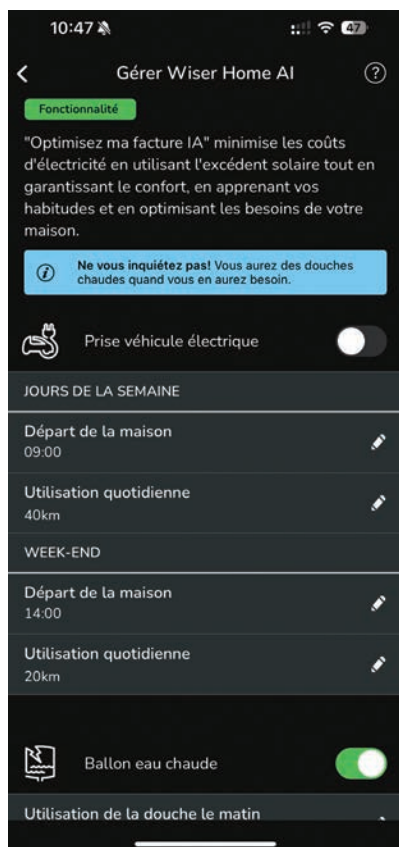 10:47
47
Gérer Wiser Home AI
?
Fonctionnalité
"Optimisez ma facture IA" minimise les coûts
d'électricité en utilisant l'excédent solaire tout en
garantissant le confort, en apprenant vos
habitudes et en optimisant les besoins de votre
maison.
i
Ne vous inquiétez pas! Vous aurez des douches
chaudes quand vous en aurez besoin.
Prise véhicule électrique
JOURS DE LA SEMAINE
Départ de la maison
09:00
Utilisation quotidienne
40km
WEEK-END
Départ de la maison
14:00
Utilisation quotidienne
20km
Ballon eau chaude
Utilisation de la douche le matin